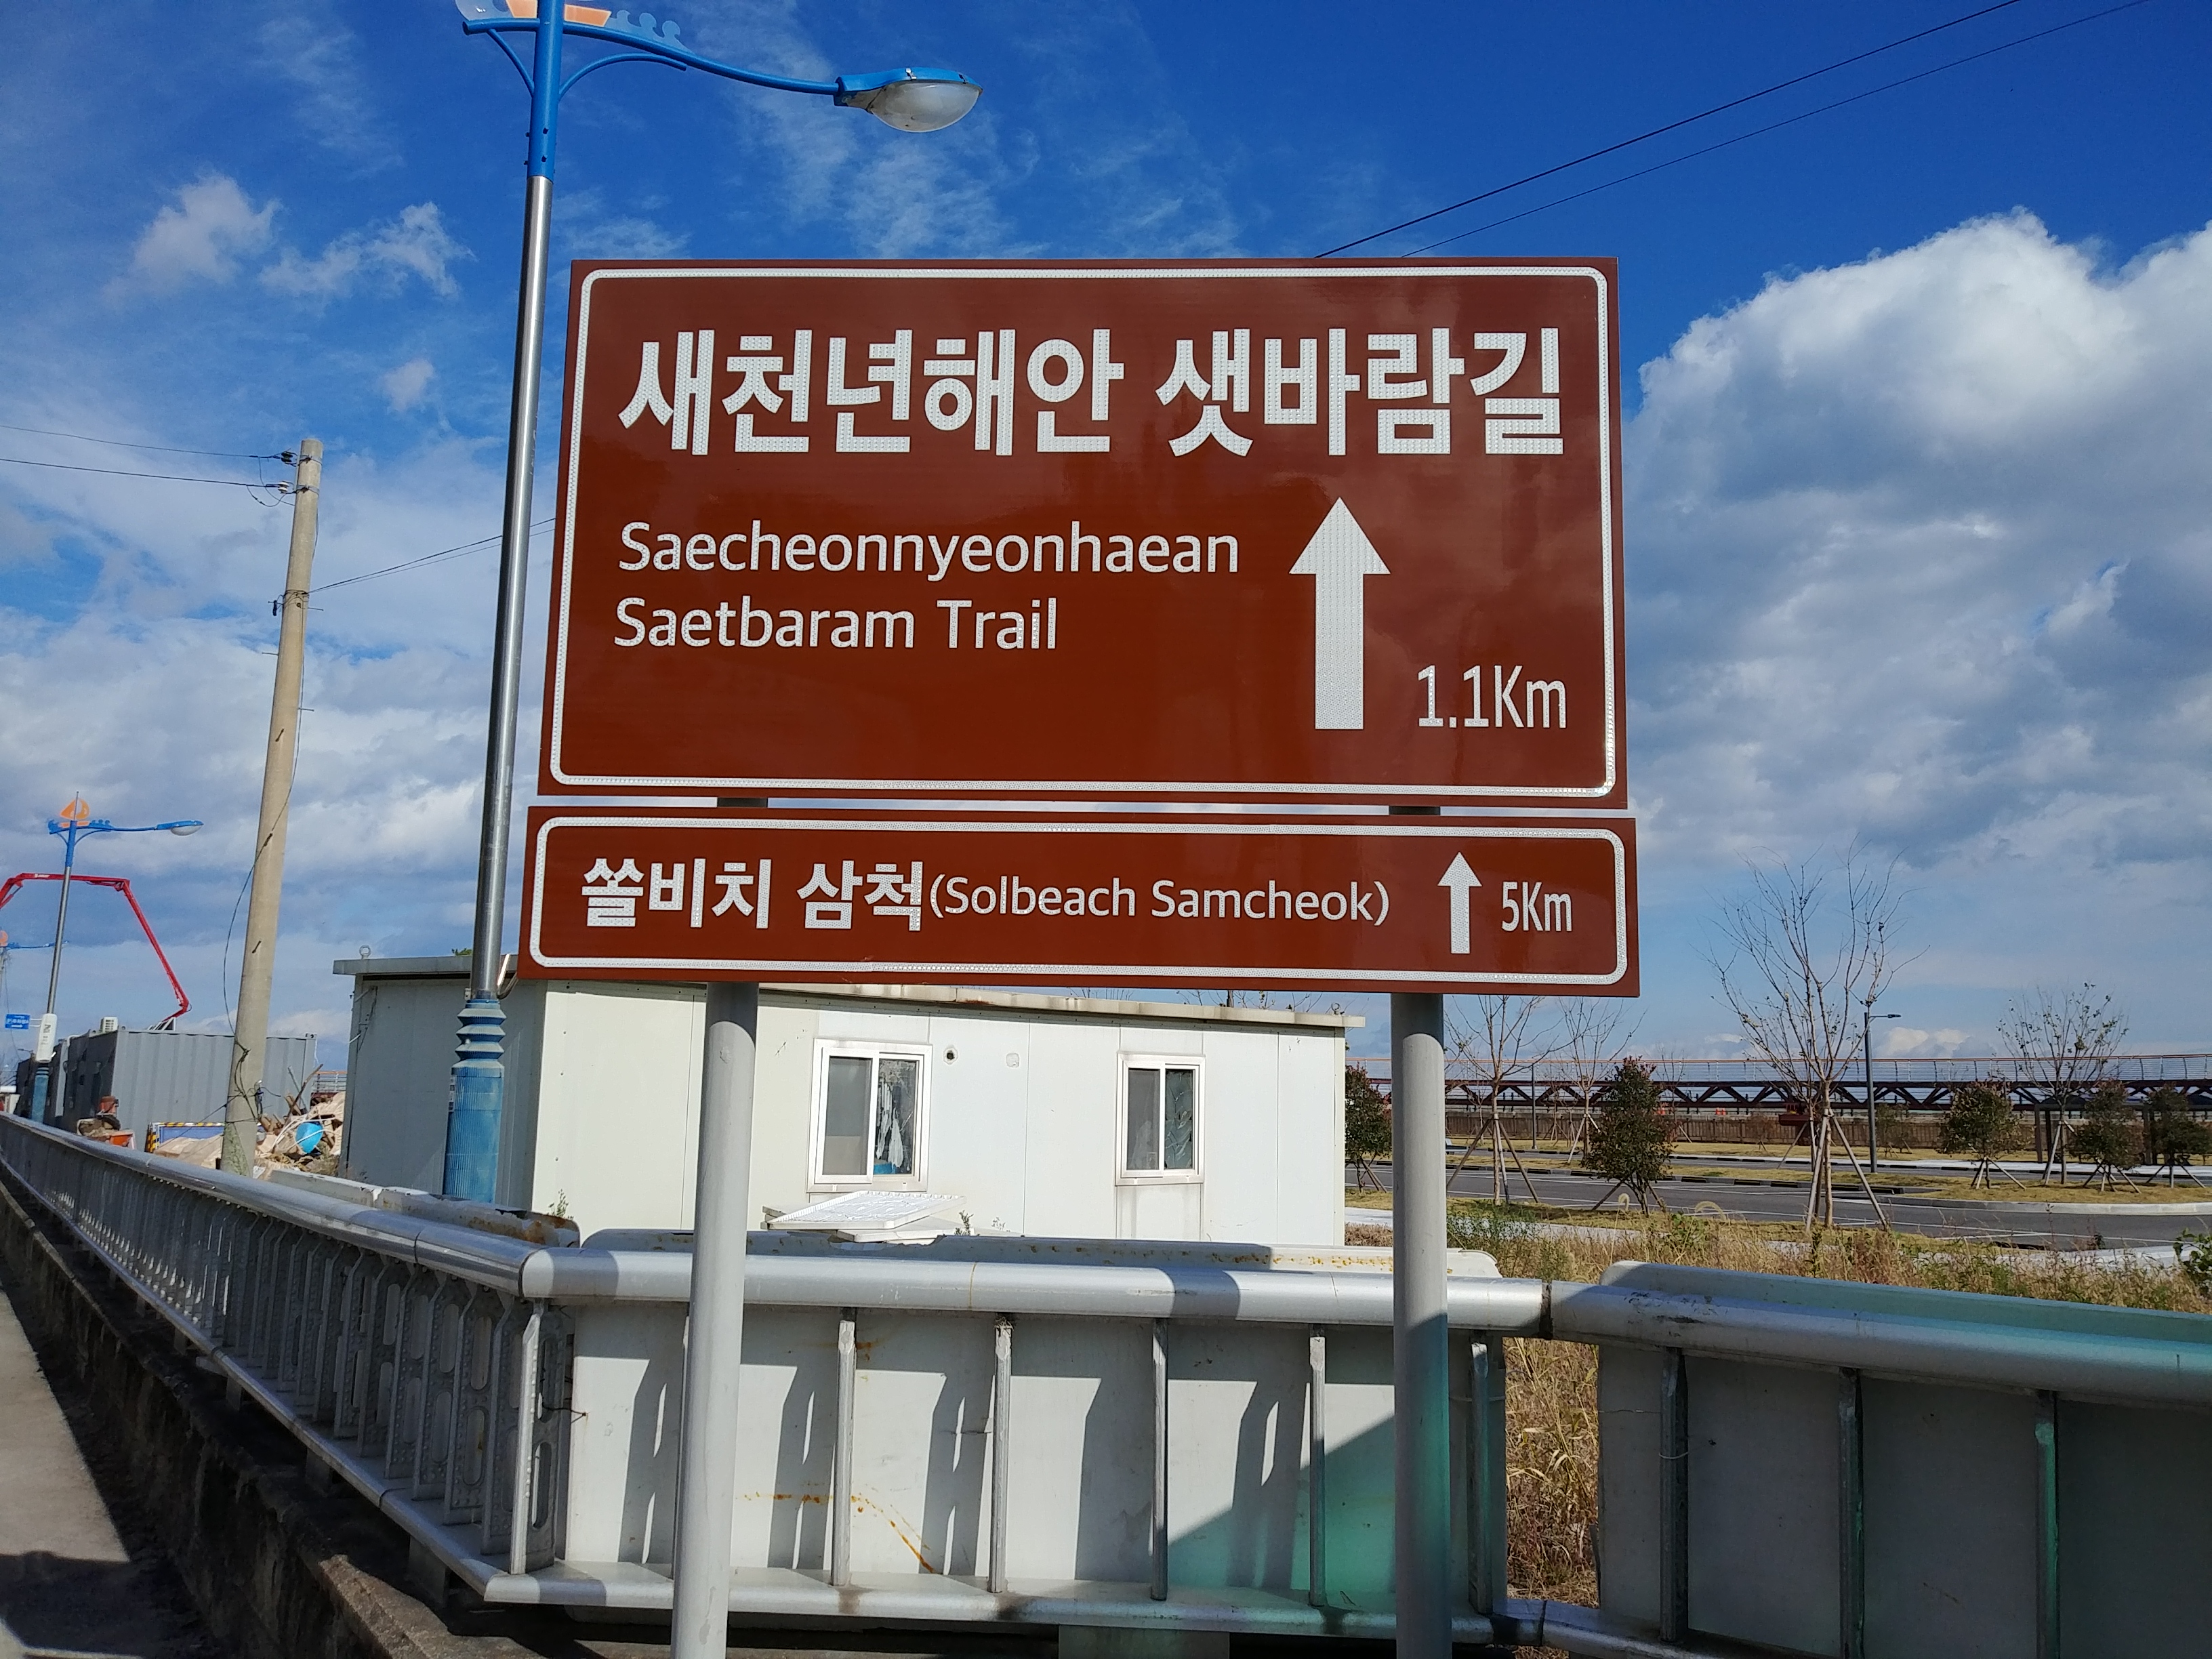 새천년해안 샛바람길
Saecheonnyeonhaean
Saetbaram Trail
1.1Km
쏠비치 삼척(Solbeach Samcheok)
5Km